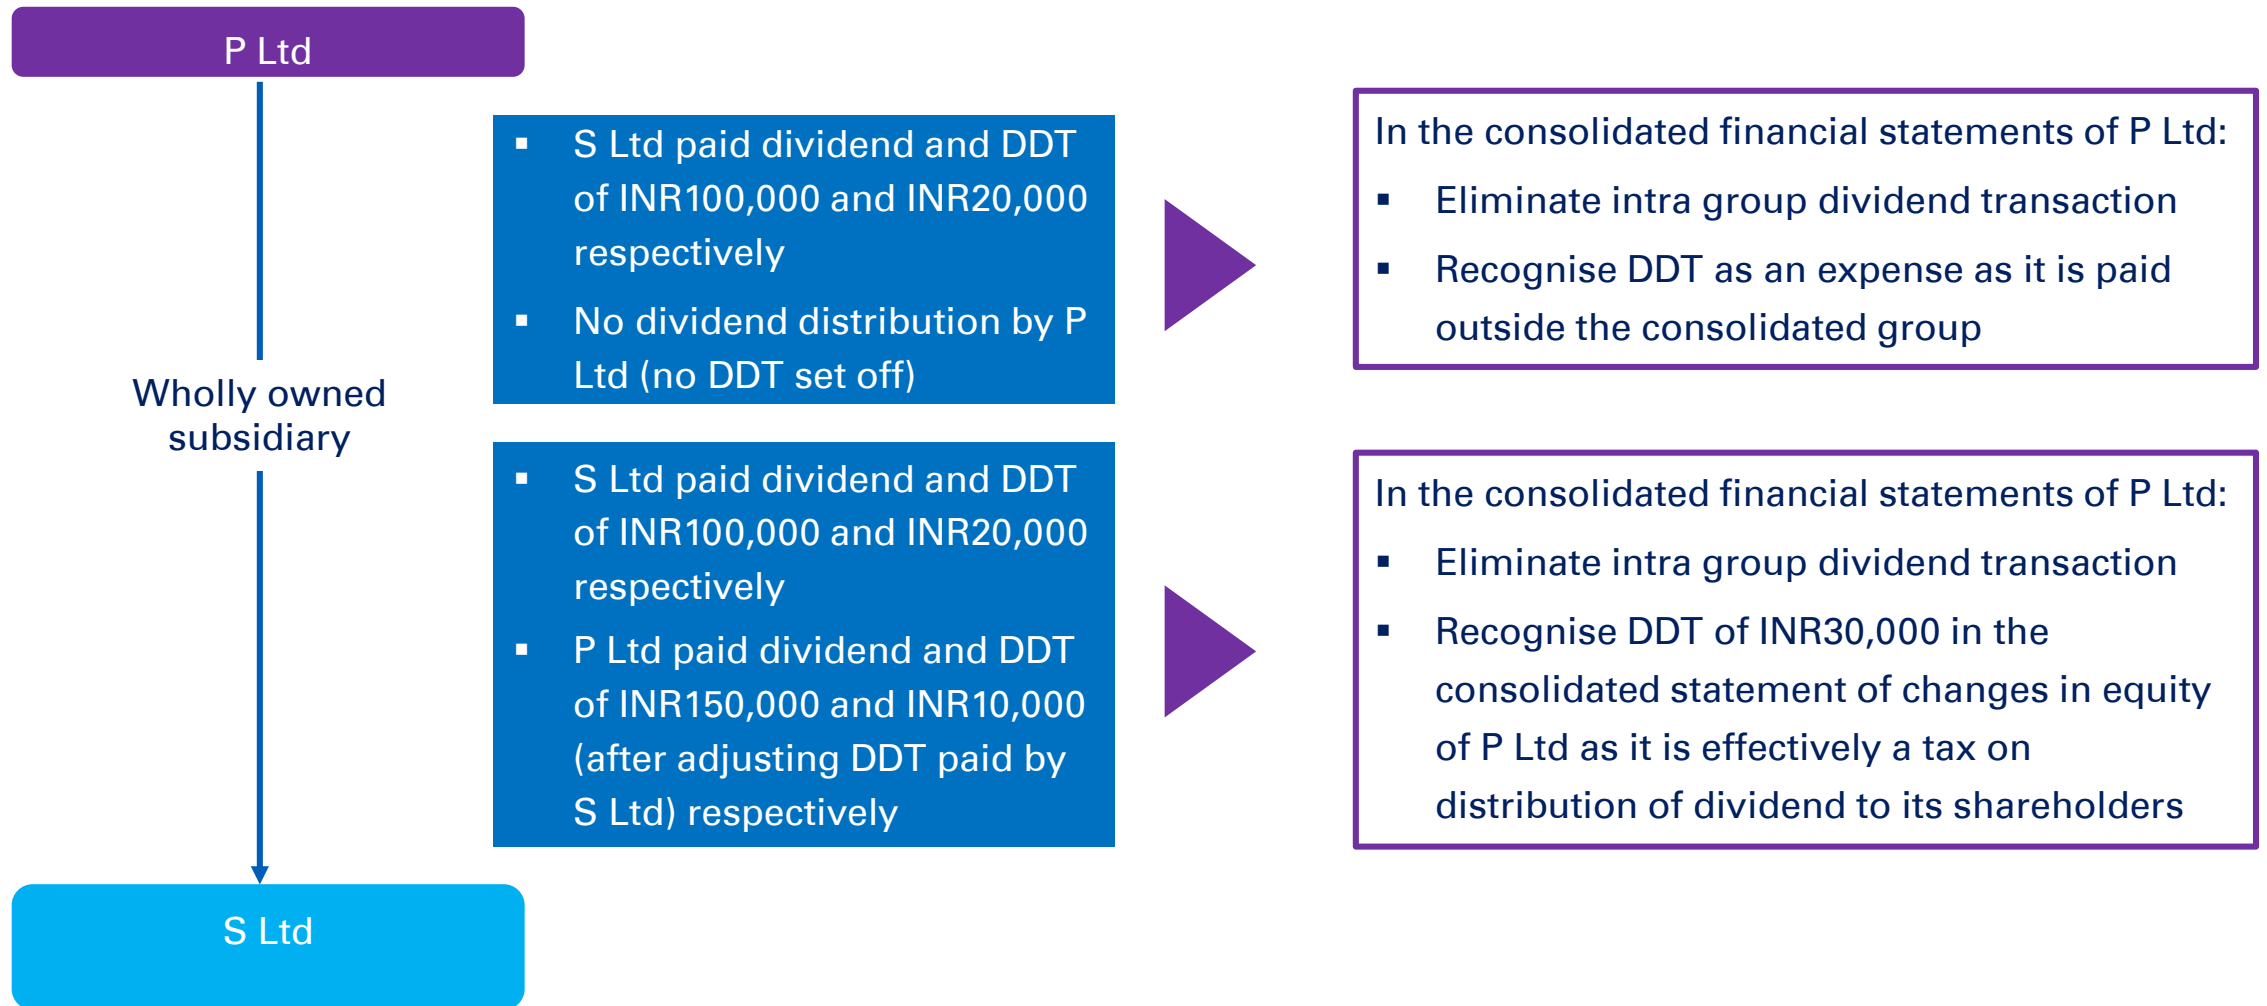 P Ltd
Wholly owned
subsidiary
S Ltd
▪ S Ltd paid dividend and DDT
of INR100,000 and INR20,000
respectively
▪ No dividend distribution by P
Ltd (no DDT set off)
In the consolidated financial statements of P Ltd:
▪ Eliminate intra group dividend transaction
▪ Recognise DDT as an expense as it is paid
outside the consolidated group
▪ S Ltd paid dividend and DDT
of INR100,000 and INR20,000
respectively
▪ P Ltd paid dividend and DDT
of INR150,000 and INR10,000
(after adjusting DDT paid by
S Ltd) respectively
In the consolidated financial statements of P Ltd:
▪ Eliminate intra group dividend transaction
▪ Recognise DDT of INR30,000 in the
consolidated statement of changes in equity
of P Ltd as it is effectively a tax on
distribution of dividend to its shareholders